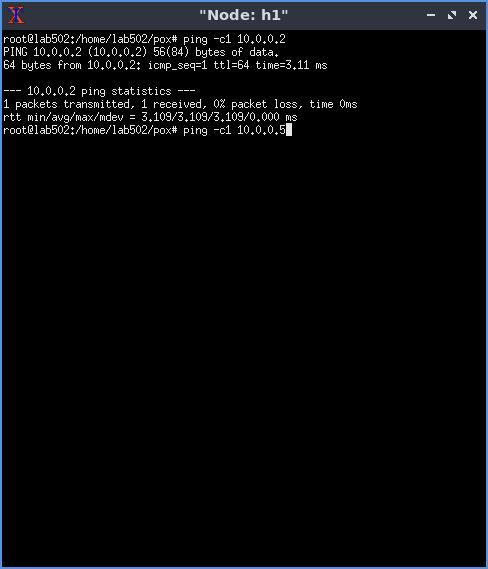 "Node: h1"
root@lab502:/home/lab502/pox# ping -c1 10.0.0.2
PING 10.0.0.2 (10.0.0.2) 56(84) bytes of data.
64 bytes from 10.0.0.2: icmp_seq=1 ttl=64 time=3.11 ms
--- 10.0.0.2 ping statistics ---
1 packets transmitted, 1 received, 0% packet loss, time 0ms
rtt min/avg/max/mdev = 3.109/3.109/3.109/0.000 ms
root@lab502:/home/lab502/pox# ping -c1 10.0.0.5